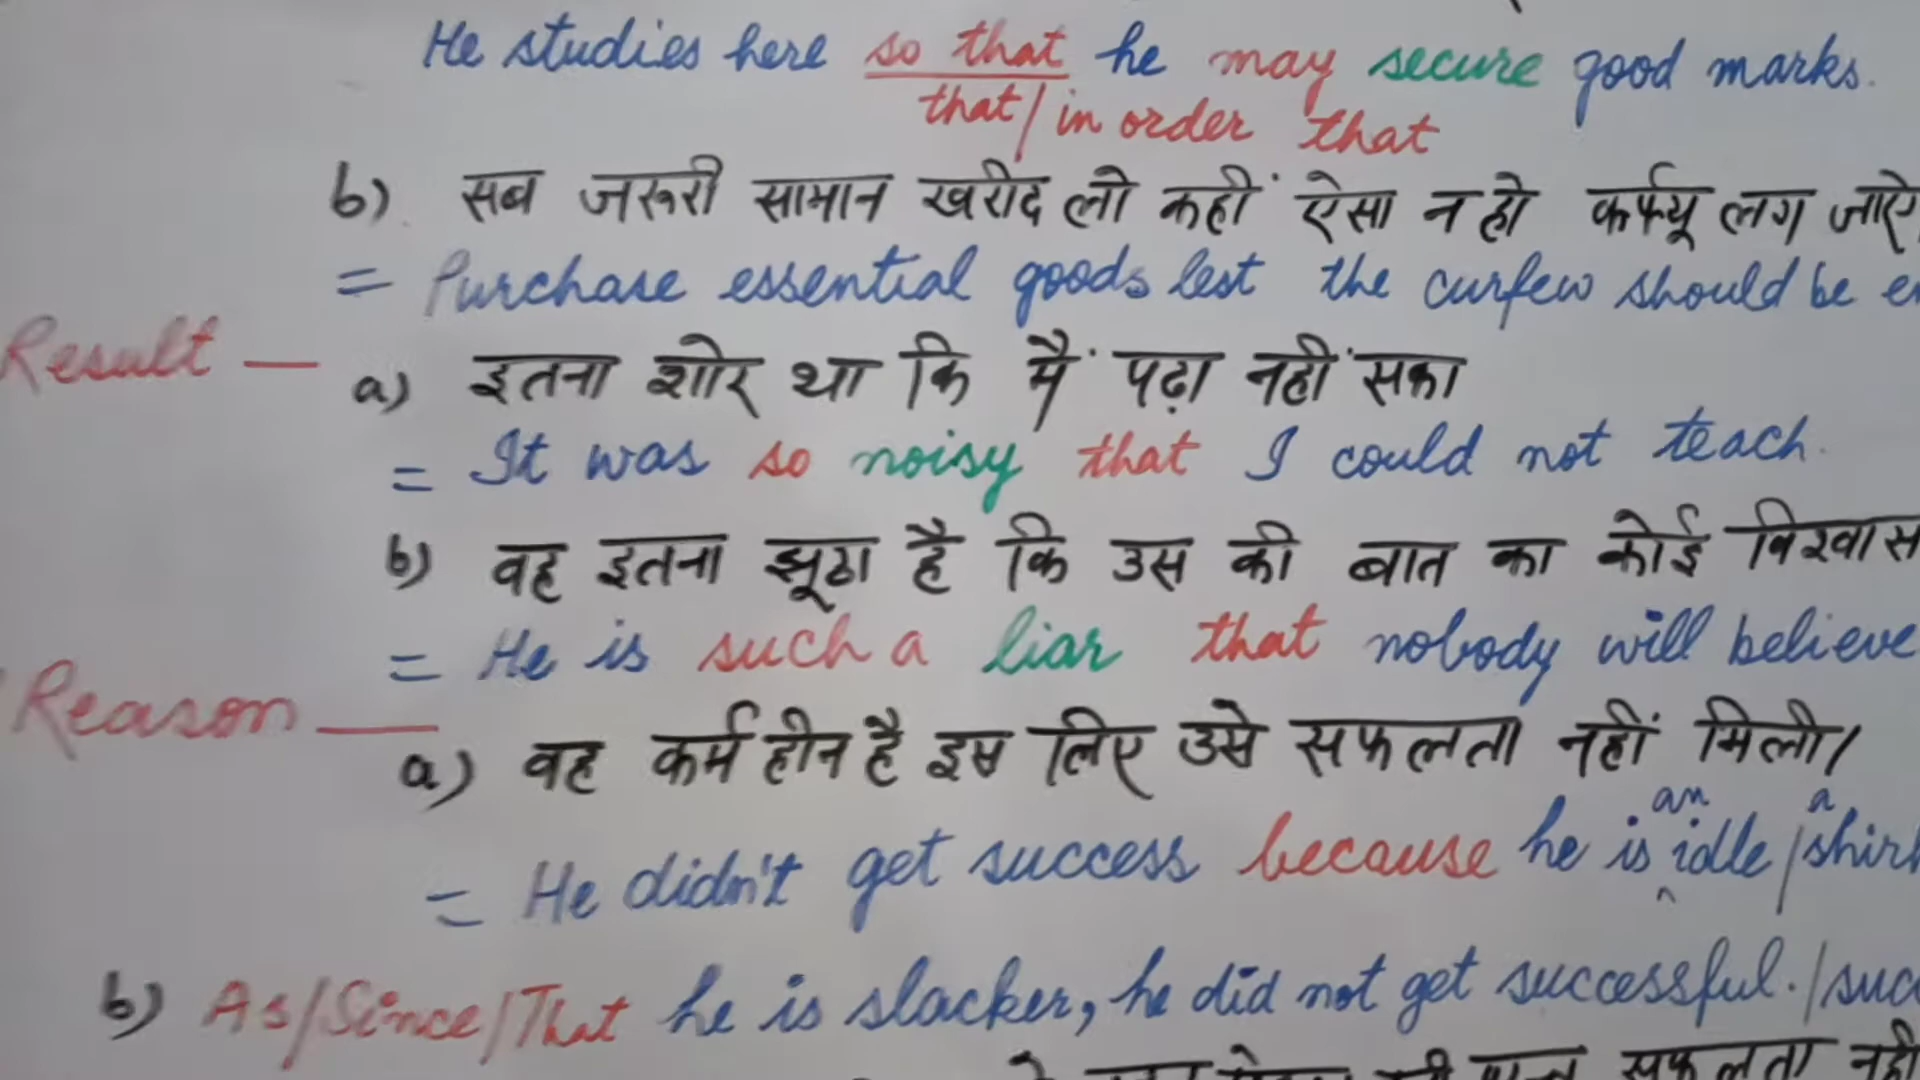 He studies here so that he may secure good marks.
that/in order that
b) सब जरूरी सामान खरीद लो कहीं ऐसा न हो कर्फ्यू लग जाए
= Purchase essential goods lest the curfew should be
Result —
a) इतना शोर था कि मैं पढ़ा नहीं सका
= It was so noisy that I could not teach.
b) वह इतना झूठा है कि उस की बात का कोई विश्वास
= He is such a liar that nobody will believe
Reason —
a) वह कर्म हीन है इस लिए उसे सफलता नहीं मिली।
an a
= He didn't get success because he is idle/shirk
b) As/Since/That he is slacker, he did not get successful./suc
सफलता नही